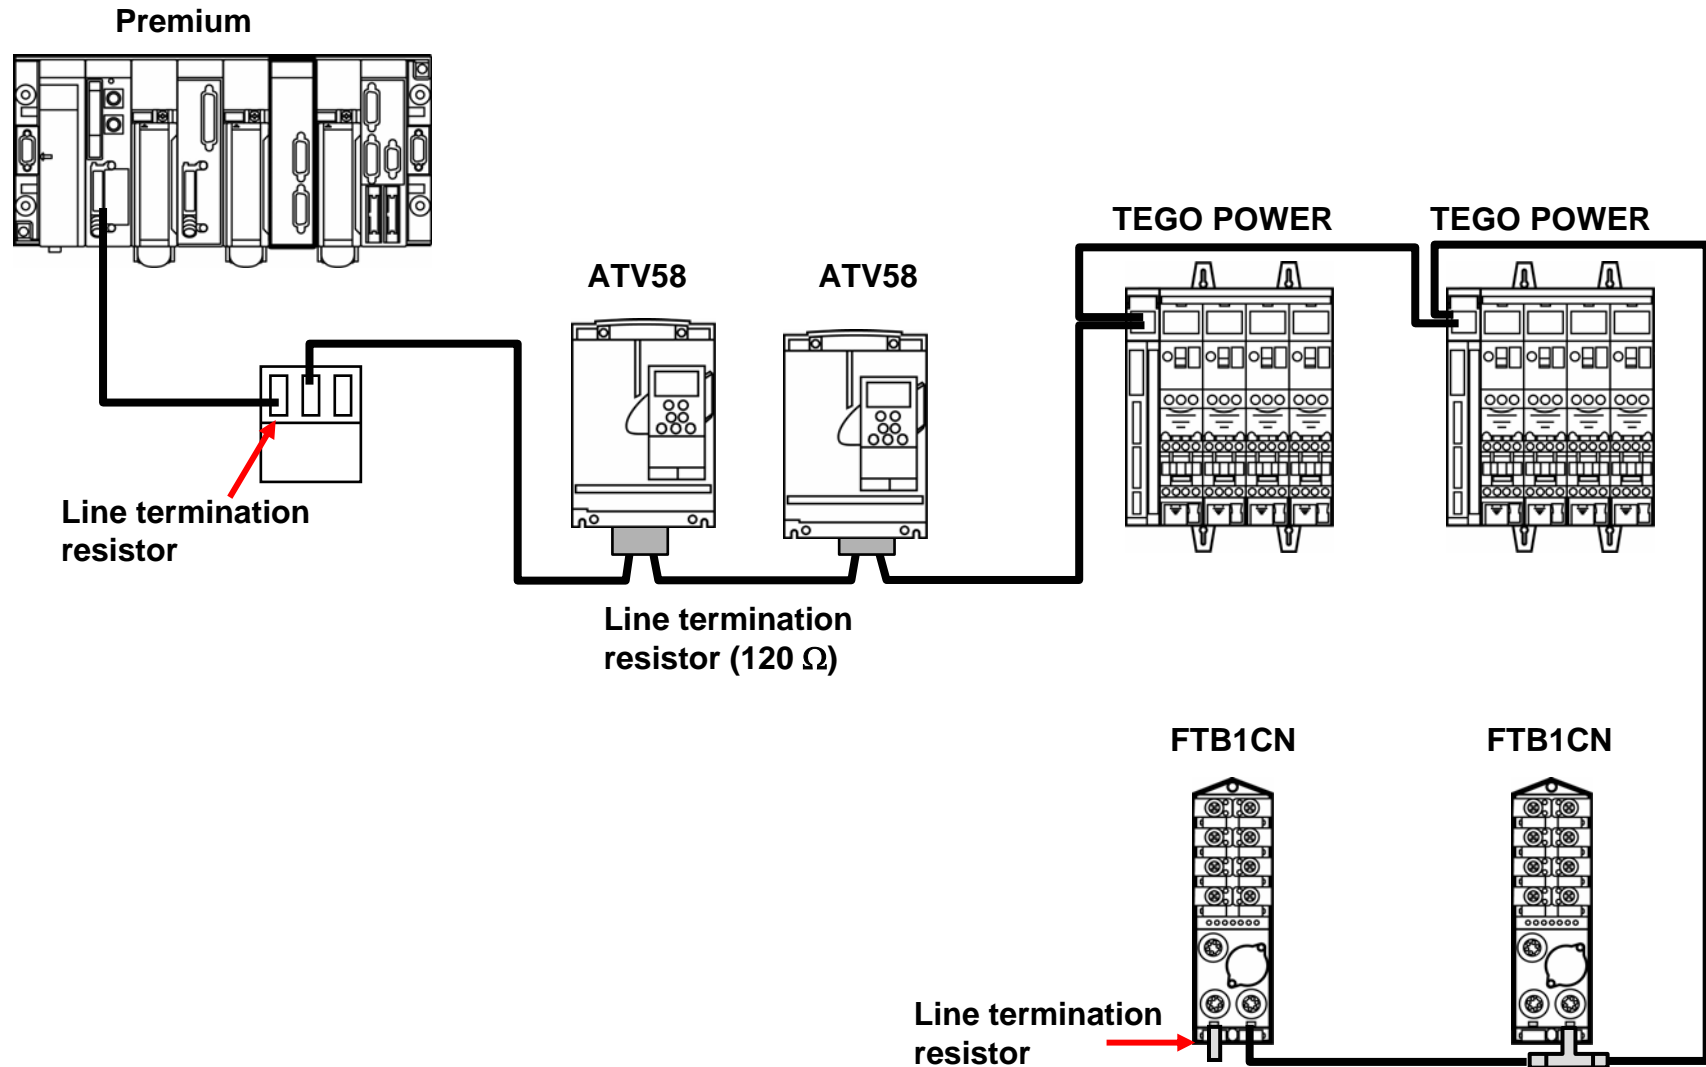 Premium
TEGO POWER
TEGO POWER
ATV58
ATV58
Line termination
resistor
Line termination
resistor (120 Ω)
FTB1CN
FTB1CN
Line termination
resistor